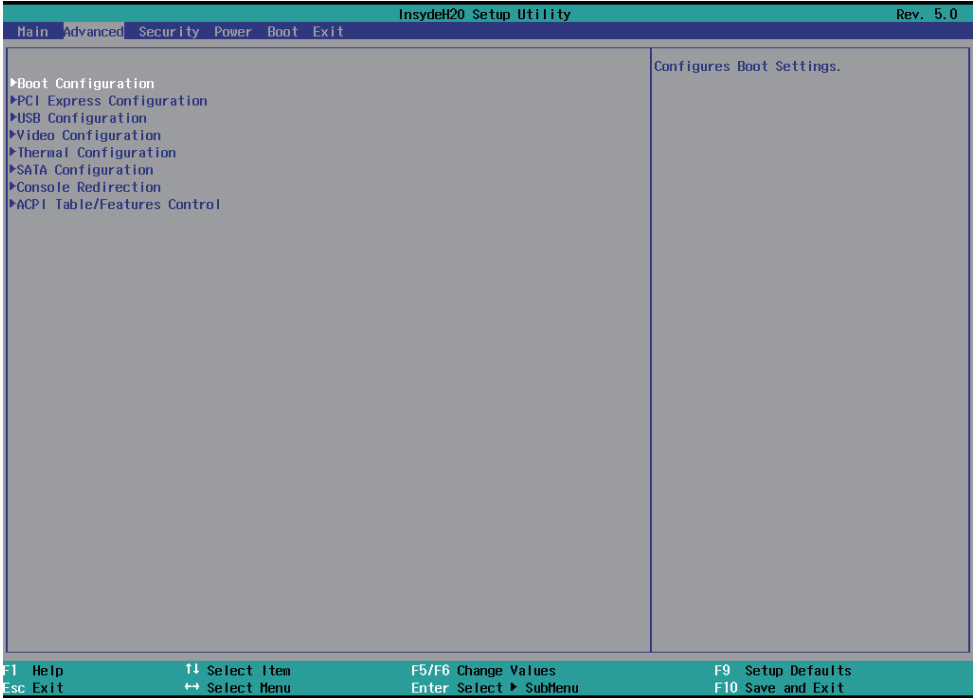 InsydeH2O Setup Utility Rev. 5.0
Main Advanced Security Power Boot Exit
Configures Boot Settings.
▶Boot Configuration
▶PCI Express Configuration
▶USB Configuration
▶Video Configuration
▶Thermal Configuration
▶SATA Configuration
▶Console Redirection
▶ACPI Table/Features Control
F1 Help ↑↓ Select Item F5/F6 Change Values F9 Setup Defaults
Esc Exit ↔ Select Menu Enter Select ▶ SubMenu F10 Save and Exit